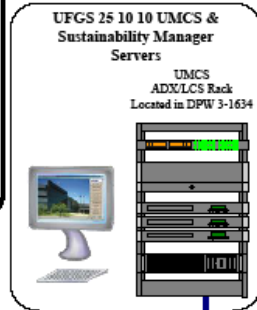 UFGS 25 10 10 UMCS &
Sustainability Manager
Servers
UMCS
ADX/LCS Rack
Located in DPW 3-1634